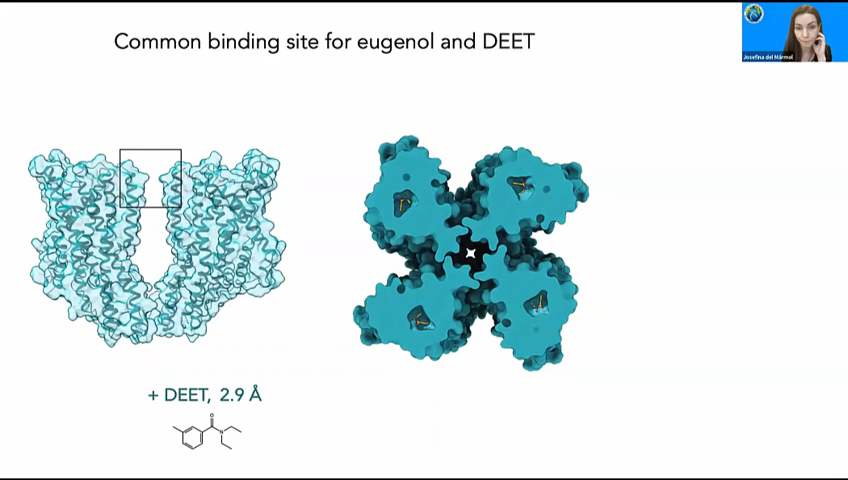 Common binding site for eugenol and DEET
Josefina del Mármol
+ DEET, 2.9 Å
O
N